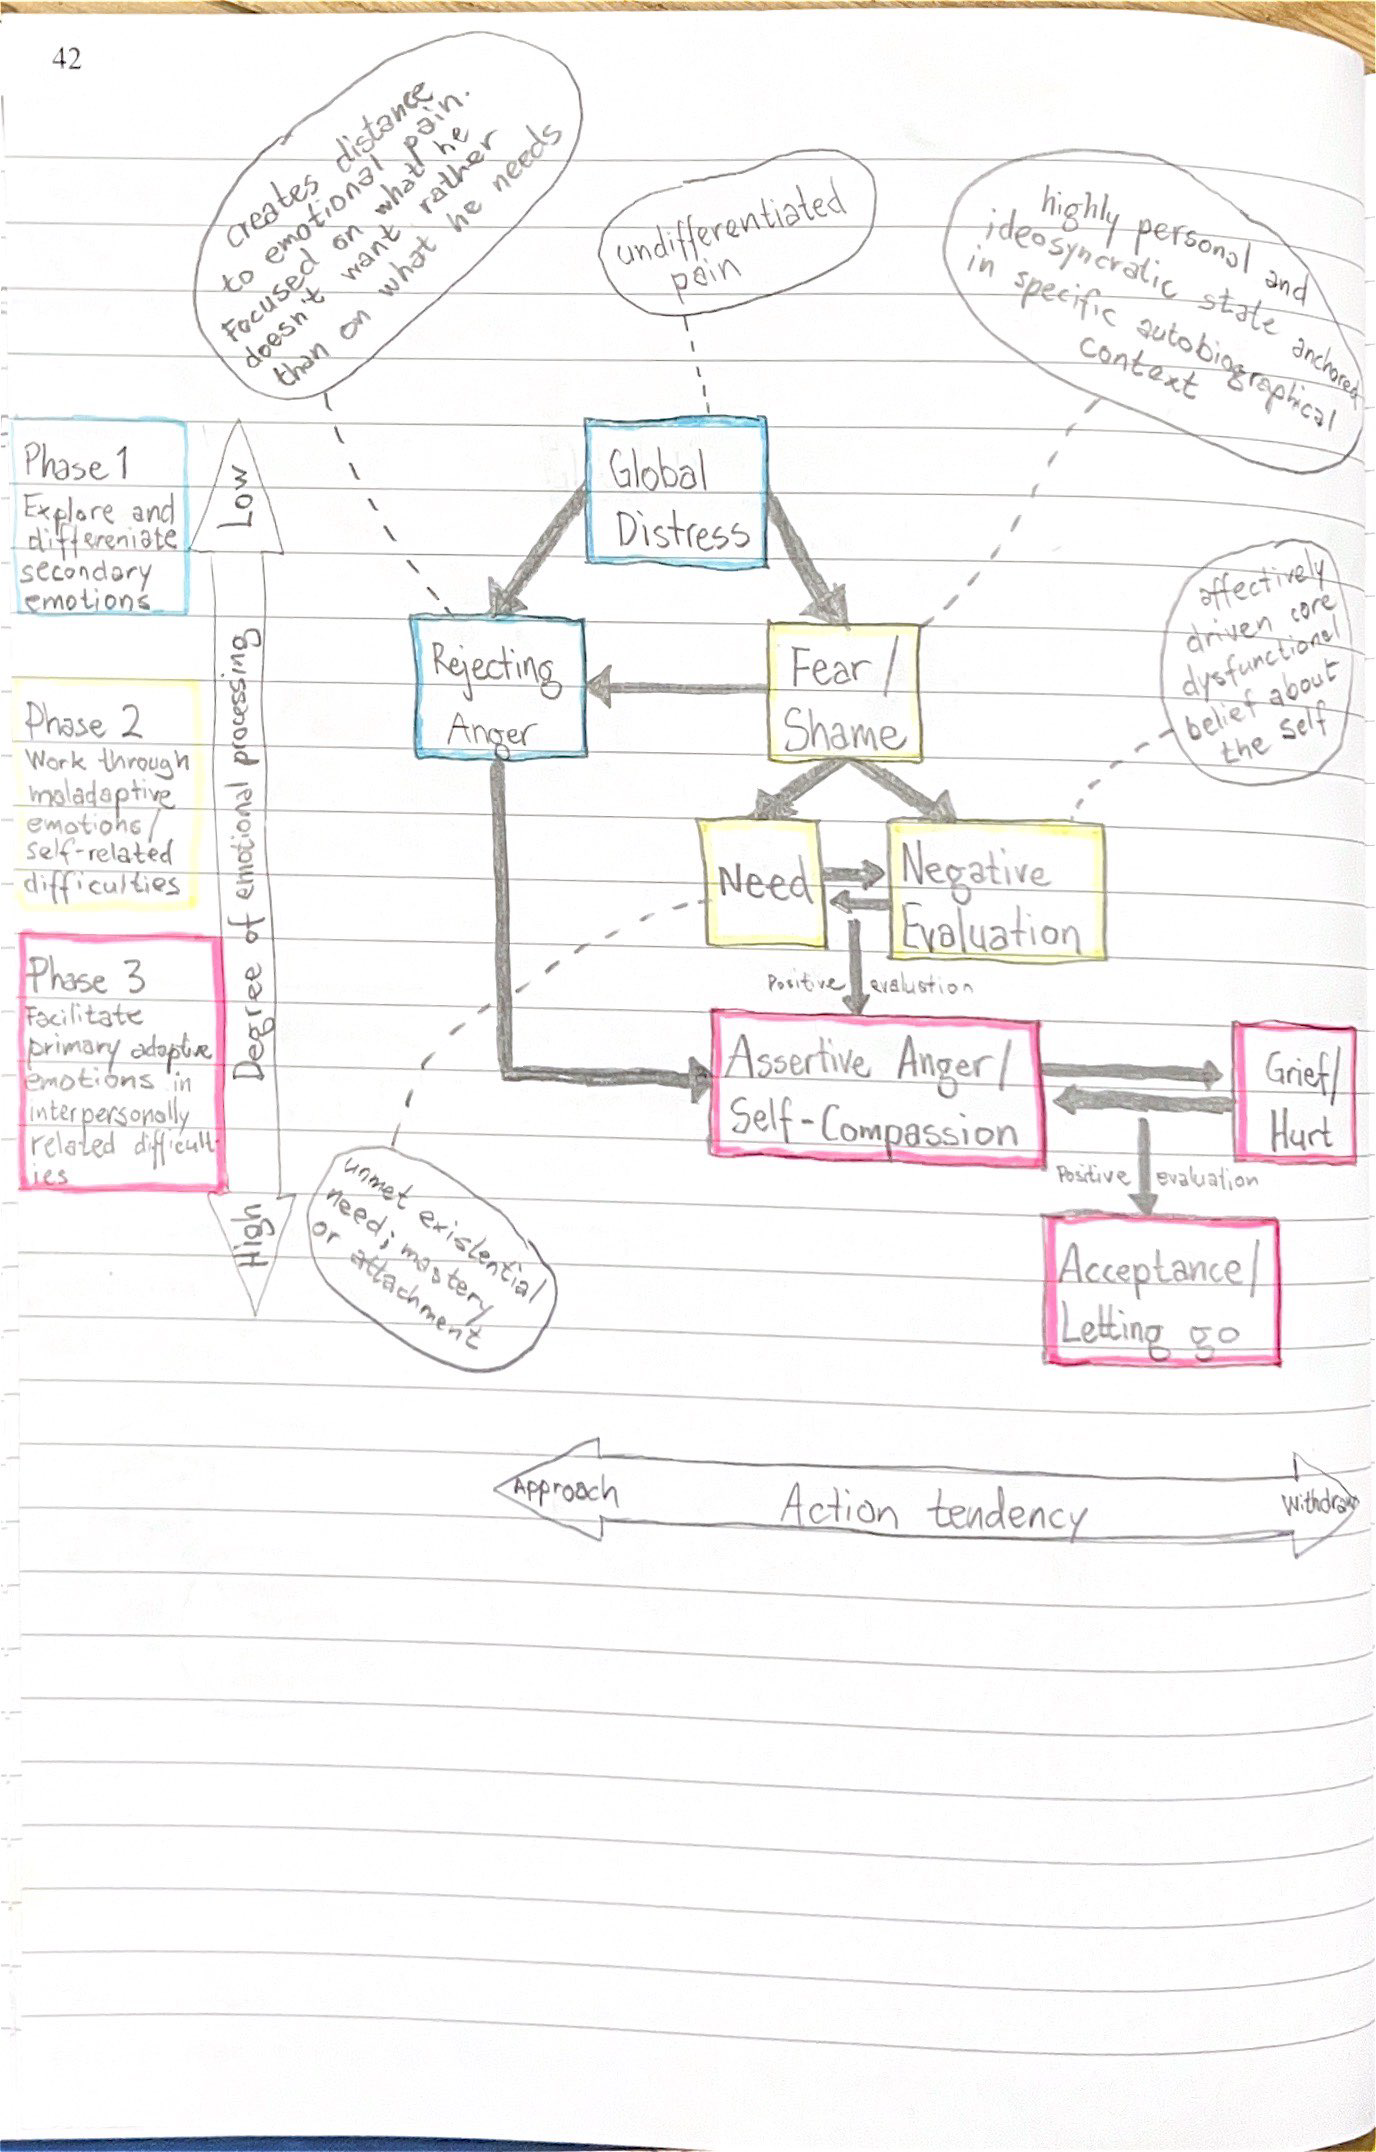 42
creates distance
to emotional pain.
Focused on what he
doesn't want rather
than on what he needs
undifferentiated
pain
highly personal and
ideosyncratic state anchored
in specific autobiographical
context
Phase 1
Explore and
differeniate
secondary
emotions
Low
Global
Distress
affectively
driven core
dysfunctional
belief about
the self
Rejecting
Anger
Fear/
Shame
Phase 2
Work through
maladaptive
emotions/
self-related
difficulties
Degree of emotional processing
Need
Negative
Evaluation
Positive evalustion
Phase 3
Facilitate
primary adaptive
emotions in
interpersonally
related difficult-
ies
Assertive Anger/
Self-Compassion
Grief/
Hurt
Positive evaluation
High
unmet existential
need; mastery
or attachment
Acceptance/
Letting go
Approach
Action tendency
Withdraw